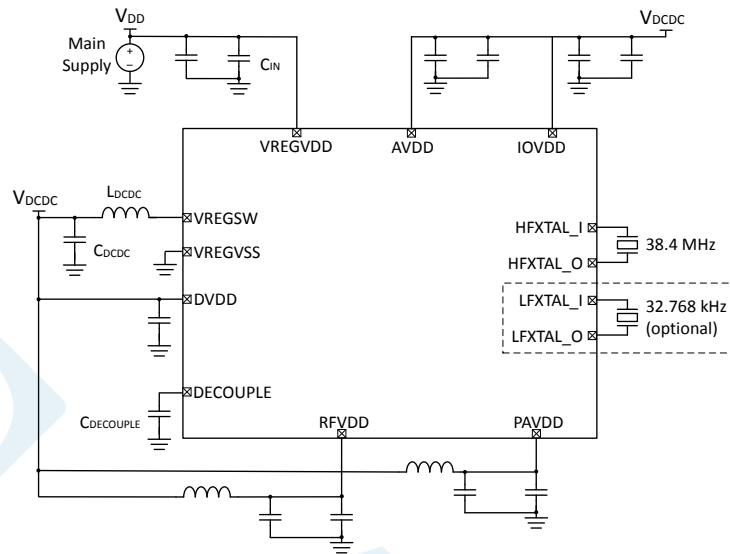 VDD
VDCDC
Main
Supply
CIN
VREGVDD
AVDD
IOVDD
VDCDC
LDCDC
VREGSW
HFXTAL_I
CDCDC
VREGVSS
38.4 MHz
HFXTAL_O
DVDD
LFXTAL_I
32.768 kHz
(optional)
LFXTAL_O
DECOUPLE
CDECOUPLE
RFVDD
PAVDD